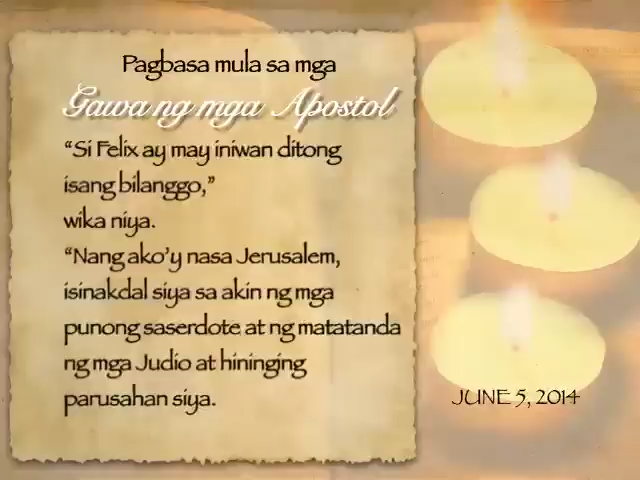 Pagbasa mula sa mga
Gawa ng mga Apostol
“Si Felix ay may iniwan ditong
isang bilanggo,”
wika niya.
“Nang ako’y nasa Jerusalem,
isinakdal siya sa akin ng mga
punong saserdote at ng matatanda
ng mga Judio at hininging
parusahan siya.
JUNE 5, 2014